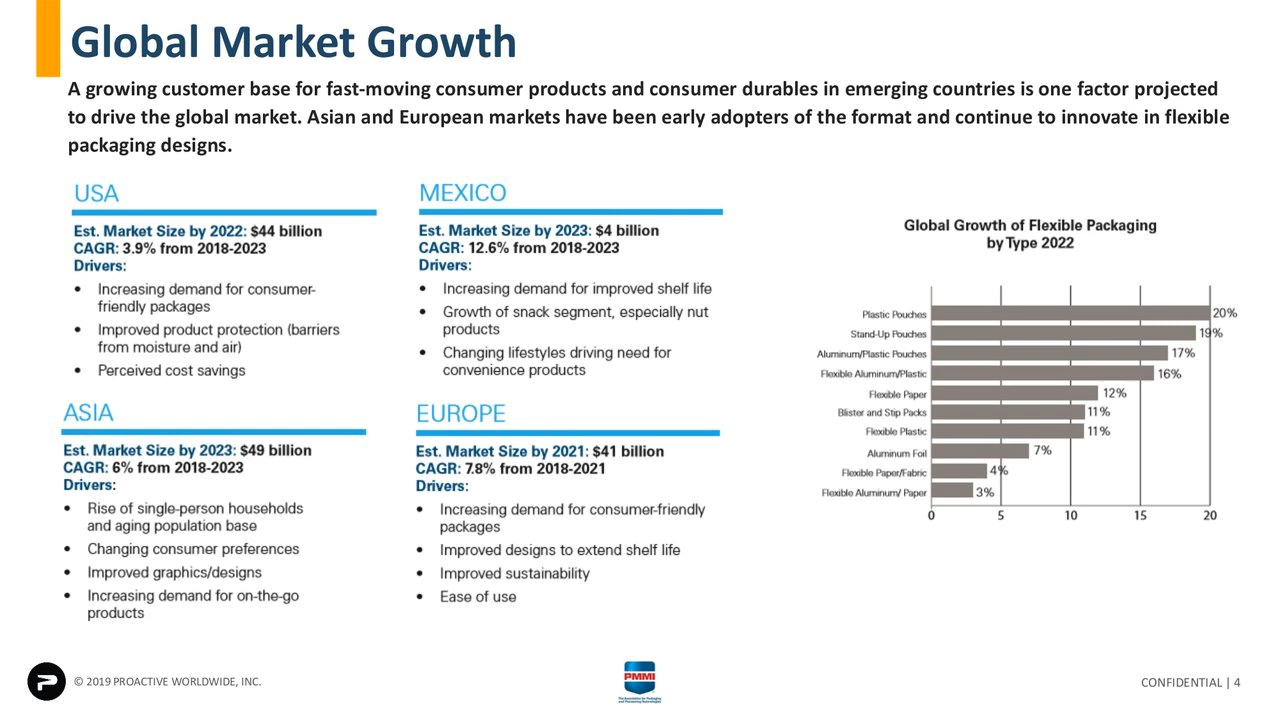 Global Market Growth
A growing customer base for fast-moving consumer products and consumer durables in emerging countries is one factor projected
to drive the global market. Asian and European markets have been early adopters of the format and continue to innovate in flexible
packaging designs.
USA
Est. Market Size by 2022: $44 billion
CAGR: 3.9% from 2018-2023
Drivers:
• Increasing demand for consumer-
friendly packages
• Improved product protection (barriers
from moisture and air)
• Perceived cost savings
MEXICO
Est. Market Size by 2023: $4 billion
CAGR: 12.6% from 2018-2023
Drivers:
• Increasing demand for improved shelf life
• Growth of snack segment, especially nut
products
• Changing lifestyles driving need for
convenience products
ASIA
Est. Market Size by 2023: $49 billion
CAGR: 6% from 2018-2023
Drivers:
• Rise of single-person households
and aging population base
• Changing consumer preferences
• Improved graphics/designs
• Increasing demand for on-the-go
products
EUROPE
Est. Market Size by 2021: $41 billion
CAGR: 7.8% from 2018-2021
Drivers:
• Increasing demand for consumer-friendly
packages
• Improved designs to extend shelf life
• Improved sustainability
• Ease of use
Global Growth of Flexible Packaging
by Type 2022
Plastic Pouches 20%
Stand-Up Pouches 19%
Aluminum/Plastic Pouches 17%
Flexible Aluminum/Plastic 16%
Flexible Paper 12%
Blister and Stip Packs 11%
Flexible Plastic 11%
Aluminum Foil 7%
Flexible Paper/Fabric 4%
Flexible Aluminum/ Paper 3%
0 5 10 15 20
© 2019 PROACTIVE WORLDWIDE, INC.
PMMI
The Association for Packaging
and Processing Technologies
CONFIDENTIAL | 4